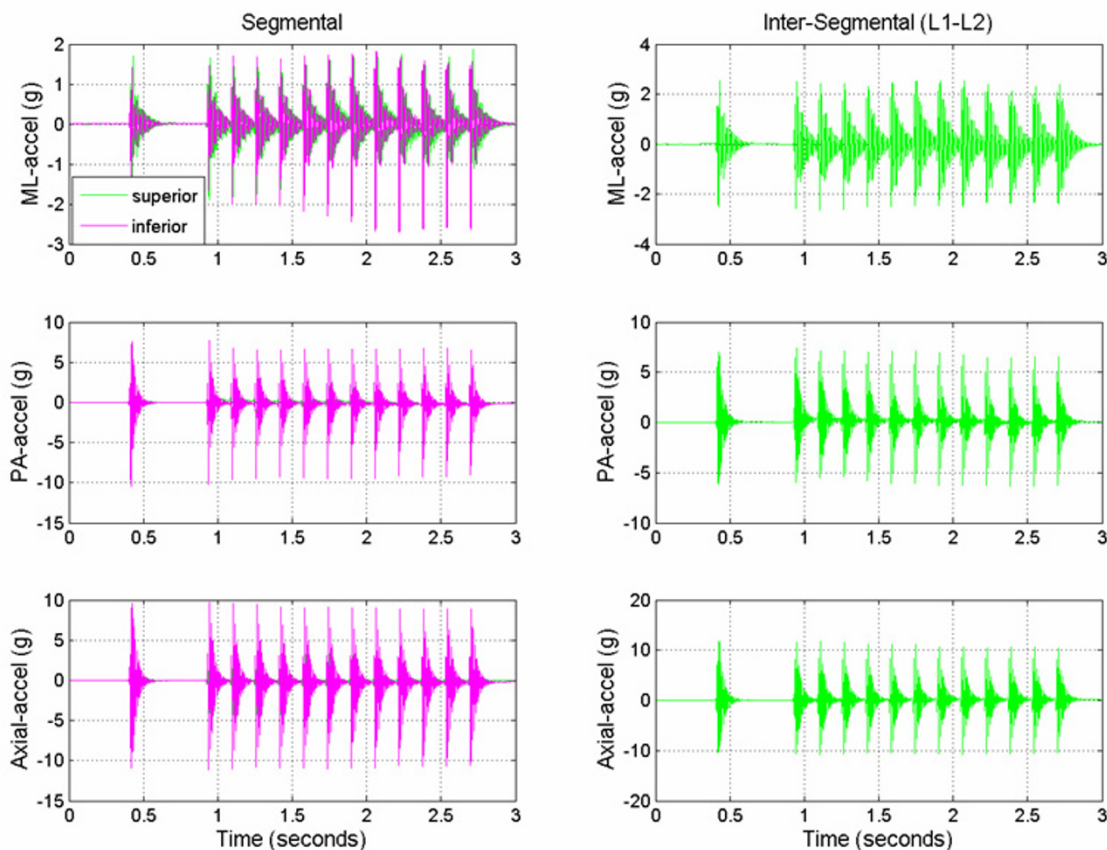 Segmental
ML-accel (g)
2
1
0
-1
-2
-3
superior
inferior
0 0.5 1 1.5 2 2.5 3
Inter-Segmental (L1-L2)
ML-accel (g)
4
2
0
-2
-4
0 0.5 1 1.5 2 2.5 3
PA-accel (g)
10
5
0
-5
-10
-15
0 0.5 1 1.5 2 2.5 3
PA-accel (g)
10
5
0
-5
-10
0 0.5 1 1.5 2 2.5 3
Axial-accel (g)
10
5
0
-5
-10
-15
0 0.5 1 1.5 2 2.5 3
Time (seconds)
Axial-accel (g)
20
10
0
-10
-20
0 0.5 1 1.5 2 2.5 3
Time (seconds)